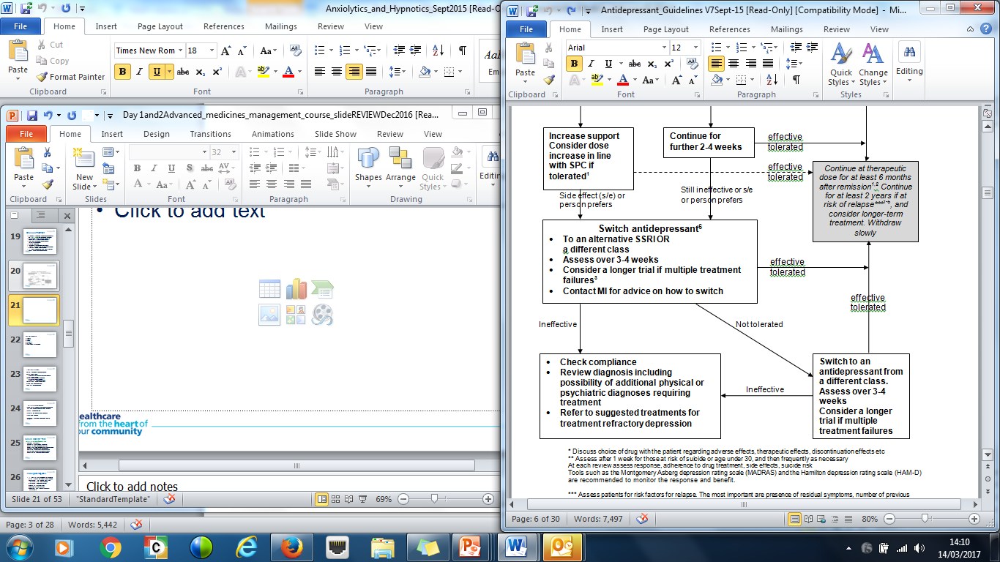 Anxiolytics_and_Hypnotics_Sept2015 [Read-O
File Home Insert Page Layout References Mailings Review View
Paste
Cut
Copy
Format Painter
Times New Rom 18
Clipboard Font Paragraph
Day 1and2Advanced_medicines_management_course_slideREVIEWDec2016 [Rea...
File Home Insert Design Transitions Animations Slide Show Review View
32
Paste New Slide Shapes Arrange Quick Styles Editin
Clipboard Slides Font Paragraph Drawing
Click to add text
19
20
21
22
23
24
25
26
ealthcare
from the heart of
our community
Click to add notes
Slide 21 of 53 "StandardTemplate" 69%
Page: 3 of 28 Words: 5,442
Antidepressant_Guidelines V7Sept-15 [Read-Only] [Compatibility Mode] - Mi...
File Home Insert Page Layout References Mailings Review View
Arial 12
Paste Quick Styles Change Styles Editing
Clipboard Font Paragraph Styles
Increase support
Consider dose
increase in line
with SPC if
tolerated1
Continue for
further 2-4 weeks
effective
tolerated
effective
tolerated
Continue at therapeutic
dose for at least 6 months
after remission1,2 Continue
for at least 2 years if at
and
consider longer-term
treatment. Withdraw
slowly
Side effect (s/e) or
person prefers
Still ineffective or s/e
or person prefers
Switch antidepressant6
• To an alternative SSRI OR
a different class
• Assess over 3-4 weeks
• Consider a longer trial if multiple treatment
failures3
• Contact MI for advice on how to switch
effective
tolerated
effective
tolerated
Ineffective
Not tolerated
• Check compliance
• Review diagnosis including
possibility of additional physical or
psychiatric diagnoses requiring
treatment
• Refer to suggested treatments for
treatment refractory depression
Ineffective
Switch to an
antidepressant from
a different class.
Assess over 3-4
weeks
Consider a longer
trial if multiple
treatment failures
* Discuss choice of drug with the patient regarding adverse effects, therapeutic effects, discontinuation effects etc
** Assess after 1 week for those at risk of suicide or age under 30, and then frequently as necessary
At each review assess response, adherence to drug treatment, side effects, suicide risk
Tools such as the Montgomery Asberg depression rating scale (MADRAS) and the Hamilton depression rating scale (HAM-D)
are recommended to monitor the response and benefit.
*** Assess patients for risk factors for relapse. The most important are presence of residual symptoms, number of previous
Page: 6 of 30 Words: 7,497 80%
14:10
14/03/2017